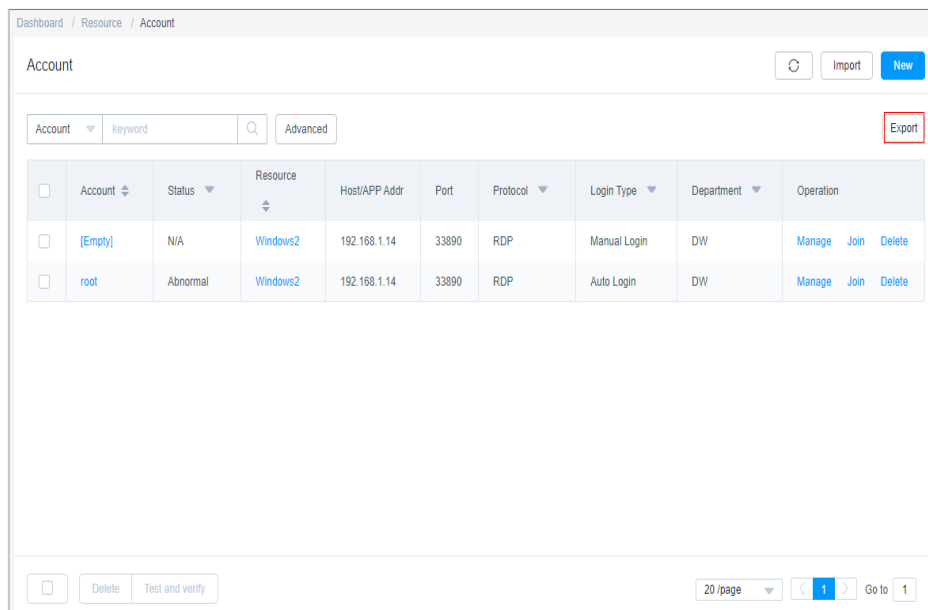 Dashboard / Resource / Account
Account
Import
New
Account
keyword
Advanced
Export
Account
Status
Resource
Host/APP Addr
Port
Protocol
Login Type
Department
Operation
[Empty] N/A Windows2 192.168.1.14 33890 RDP Manual Login DW Manage Join Delete
root Abnormal Windows2 192.168.1.14 33890 RDP Auto Login DW Manage Join Delete
Delete
Test and verify
20 /page
1
Go to 1